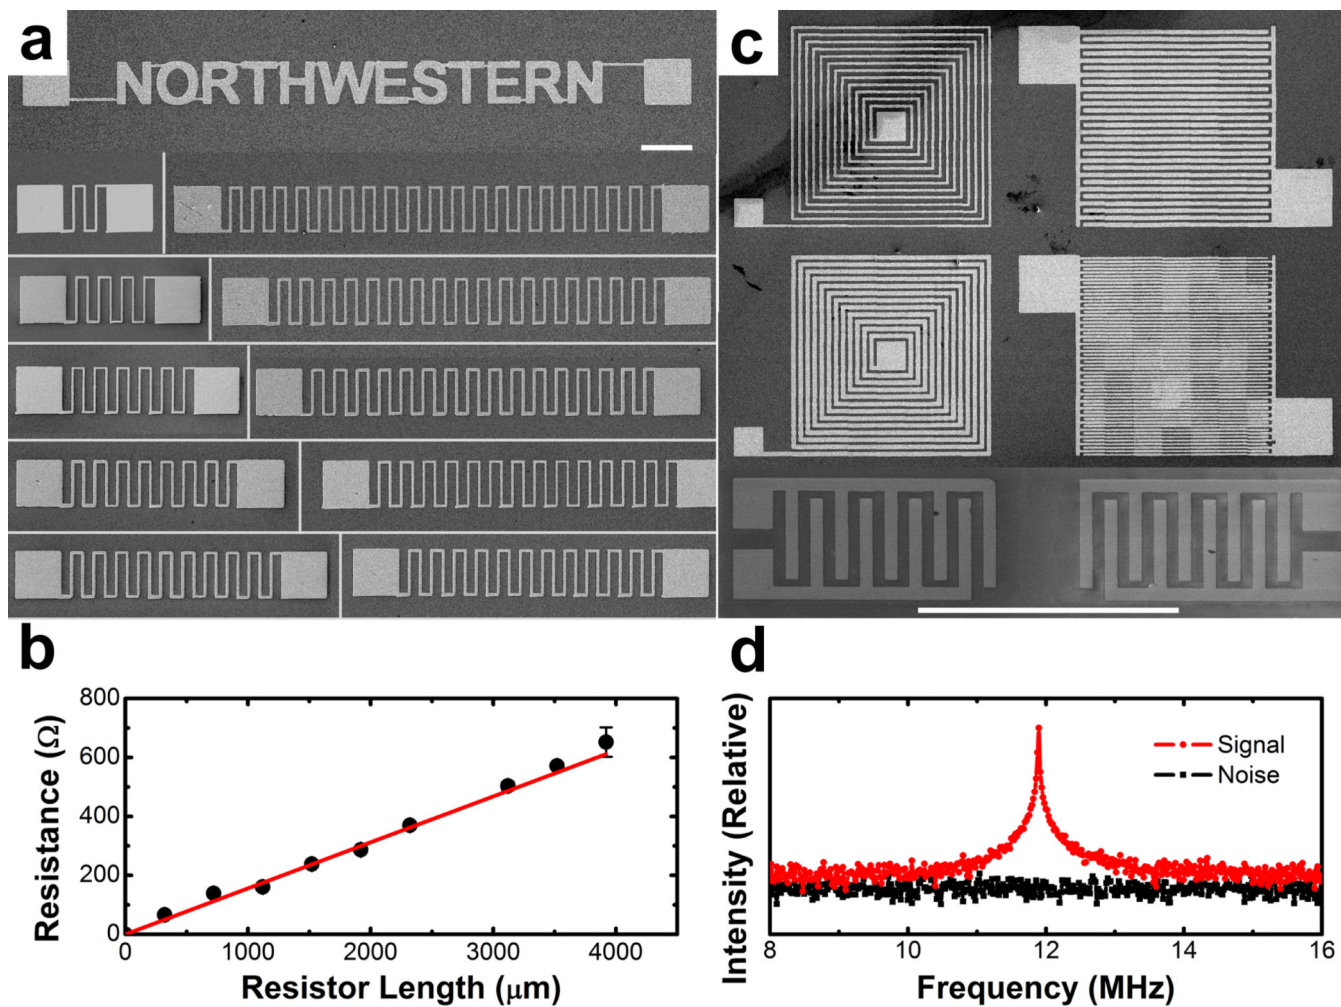 a
NORTHWESTERN
c
b
Resistance (Ω)
800
600
400
200
0
0 1000 2000 3000 4000
Resistor Length (μm)
d
Intensity (Relative)
Signal
Noise
8 10 12 14 16
Frequency (MHz)